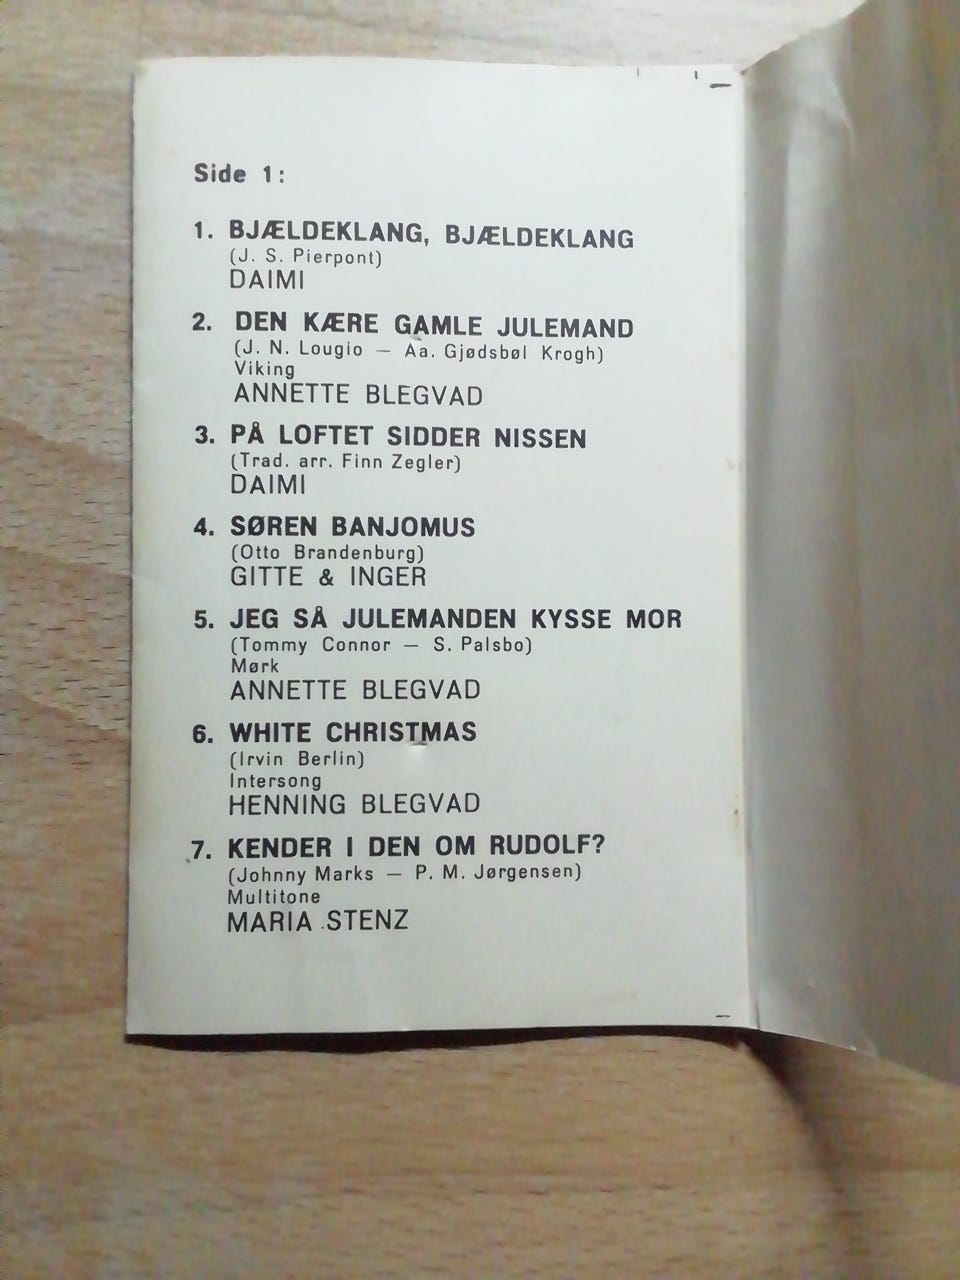 Side 1:
1. BJÆLDEKLANG, BJÆLDEKLANG
(J. S. Pierpont)
DAIMI
2. DEN KÆRE GAMLE JULEMAND
(J. N. Lougio — Aa. Gjødsbøl Krogh)
Viking
ANNETTE BLEGVAD
3. PÅ LOFTET SIDDER NISSEN
(Trad. arr. Finn Zegler)
DAIMI
4. SØREN BANJOMUS
(Otto Brandenburg)
GITTE & INGER
5. JEG SÅ JULEMANDEN KYSSE MOR
(Tommy Connor — S. Palsbo)
Mørk
ANNETTE BLEGVAD
6. WHITE CHRISTMAS
(Irvin Berlin)
Intersong
HENNING BLEGVAD
7. KENDER I DEN OM RUDOLF?
(Johnny Marks — P. M. Jørgensen)
Multitone
MARIA STENZ